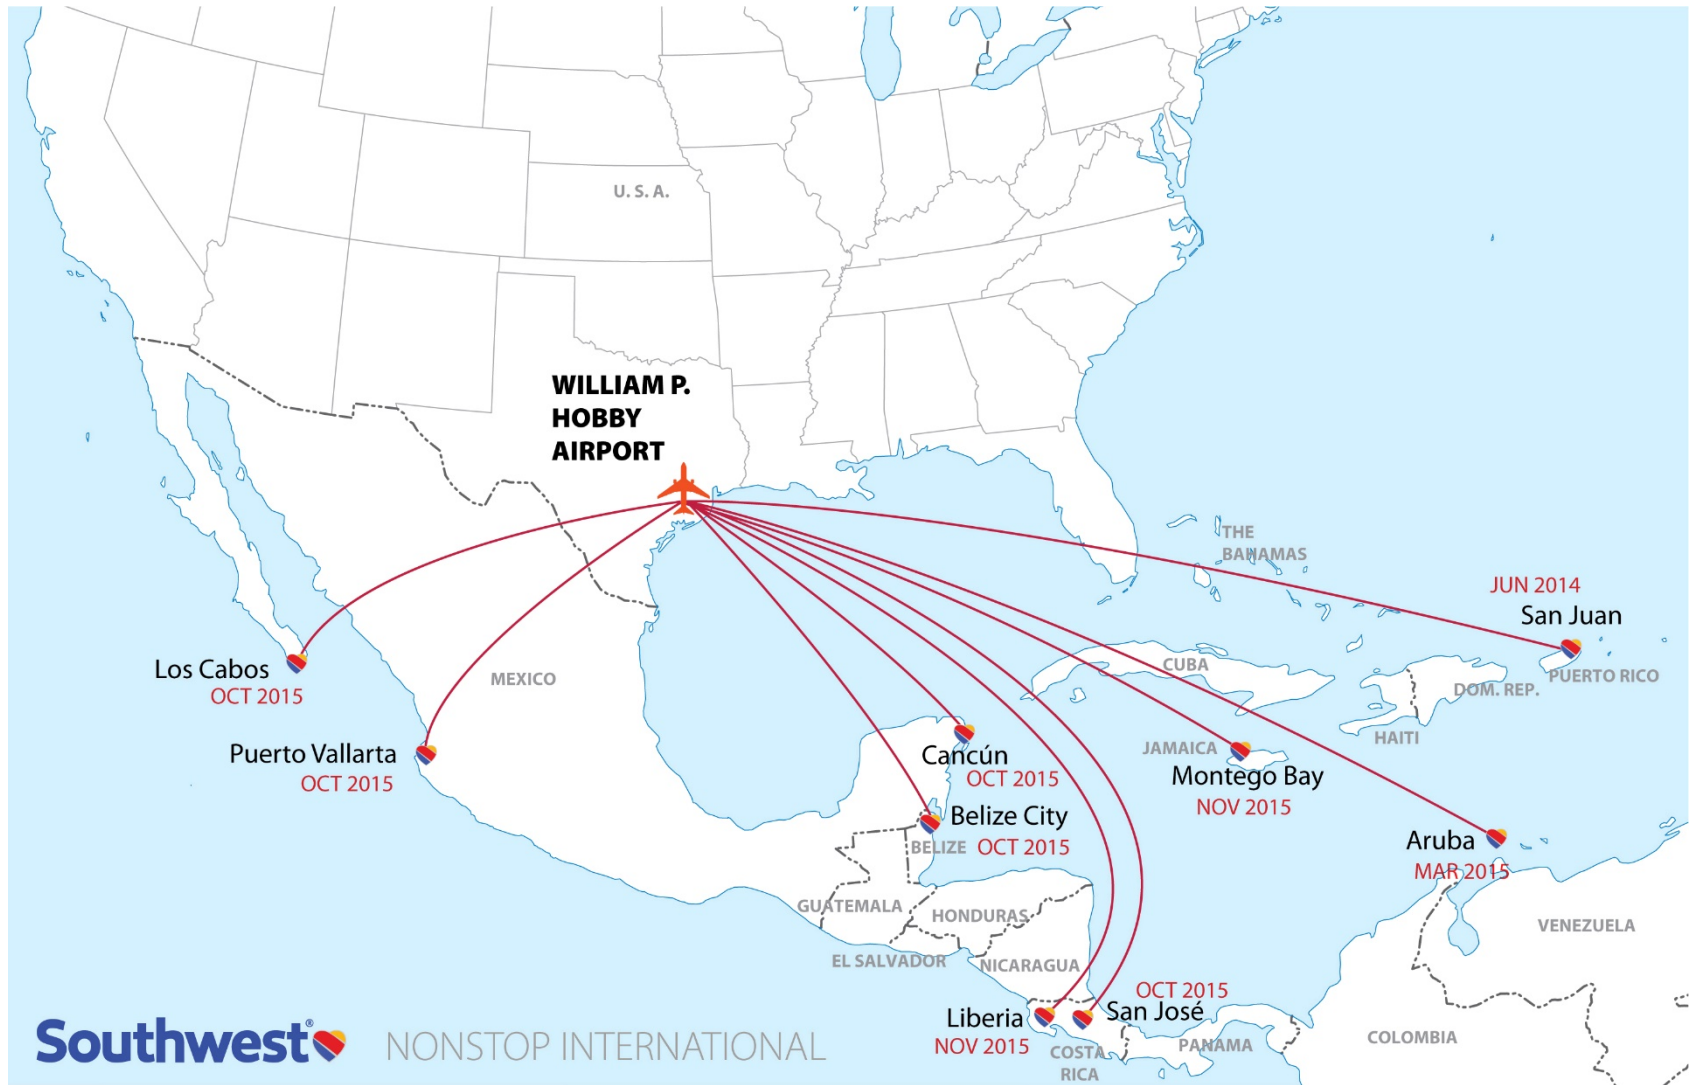 U. S. A.
WILLIAM P.
HOBBY
AIRPORT
THE
BAHAMAS
JUN 2014
San Juan
PUERTO RICO
CUBA
DOM. REP.
HAITI
Los Cabos
OCT 2015
MEXICO
Puerto Vallarta
OCT 2015
Cancún
OCT 2015
JAMAICA
Montego Bay
NOV 2015
Belize City
BELIZE
OCT 2015
Aruba
MAR 2015
GUATEMALA
HONDURAS
VENEZUELA
EL SALVADOR
NICARAGUA
OCT 2015
San José
Liberia
NOV 2015
COSTA
RICA
PANAMA
COLOMBIA
Southwest®
NONSTOP INTERNATIONAL